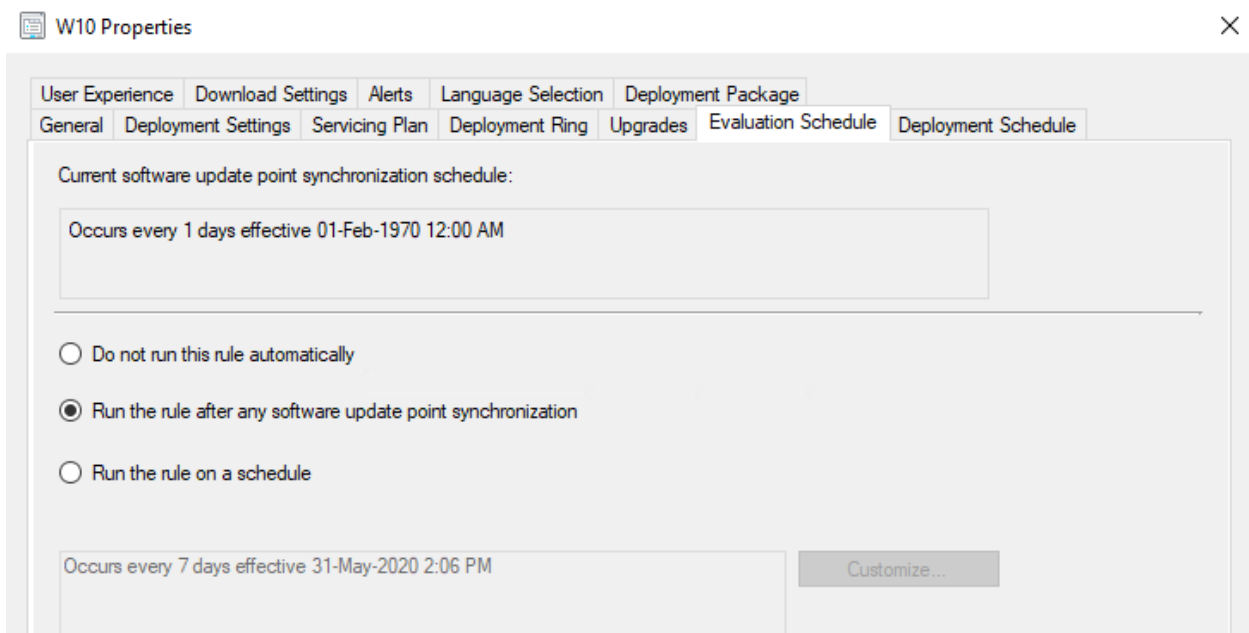 W10 Properties
User Experience Download Settings Alerts Language Selection Deployment Package
General Deployment Settings Servicing Plan Deployment Ring Upgrades Evaluation Schedule Deployment Schedule
Current software update point synchronization schedule:
Occurs every 1 days effective 01-Feb-1970 12:00 AM
Do not run this rule automatically
Run the rule after any software update point synchronization
Run the rule on a schedule
Occurs every 7 days effective 31-May-2020 2:06 PM
Customize...